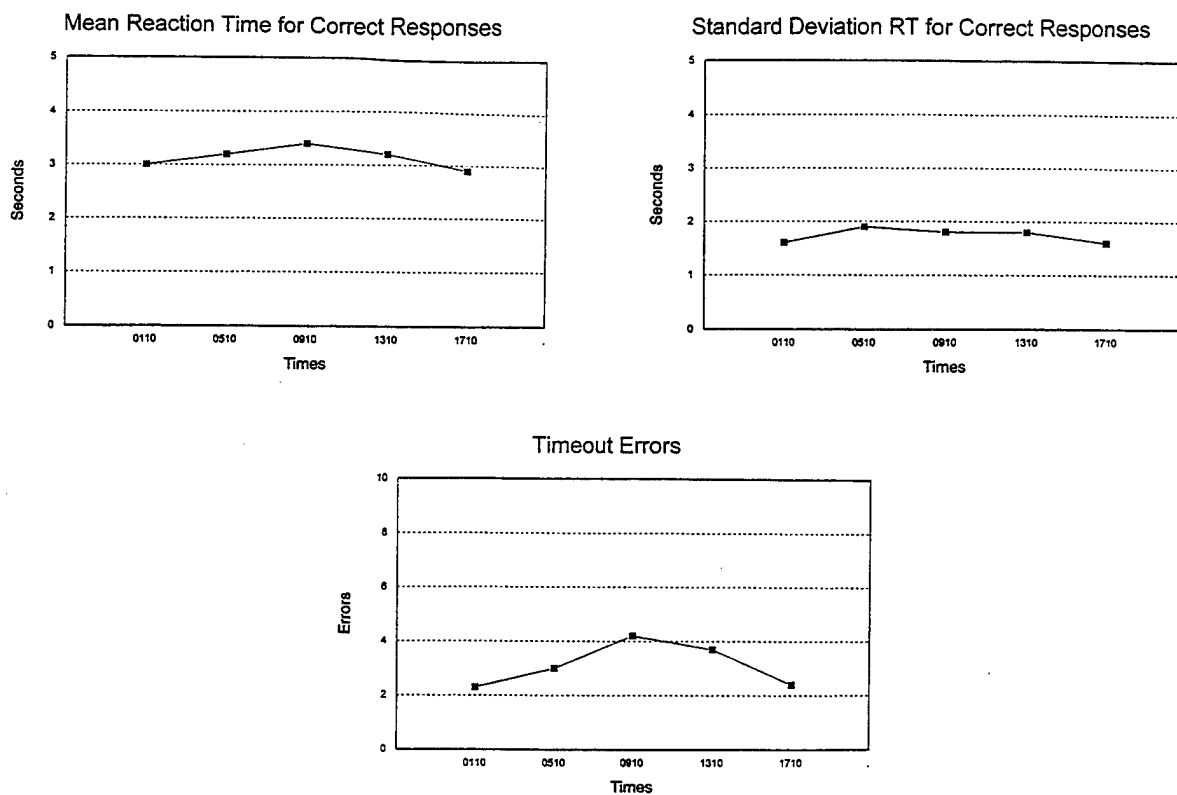 Mean Reaction Time for Correct Responses
5
4
3
2
1
0
Seconds
0110 0510 0910 1310 1710
Times
Standard Deviation RT for Correct Responses
5
4
3
2
1
0
Seconds
0110 0510 0910 1310 1710
Times
Timeout Errors
10
8
6
4
2
0
Errors
0110 0510 0910 1310 1710
Times